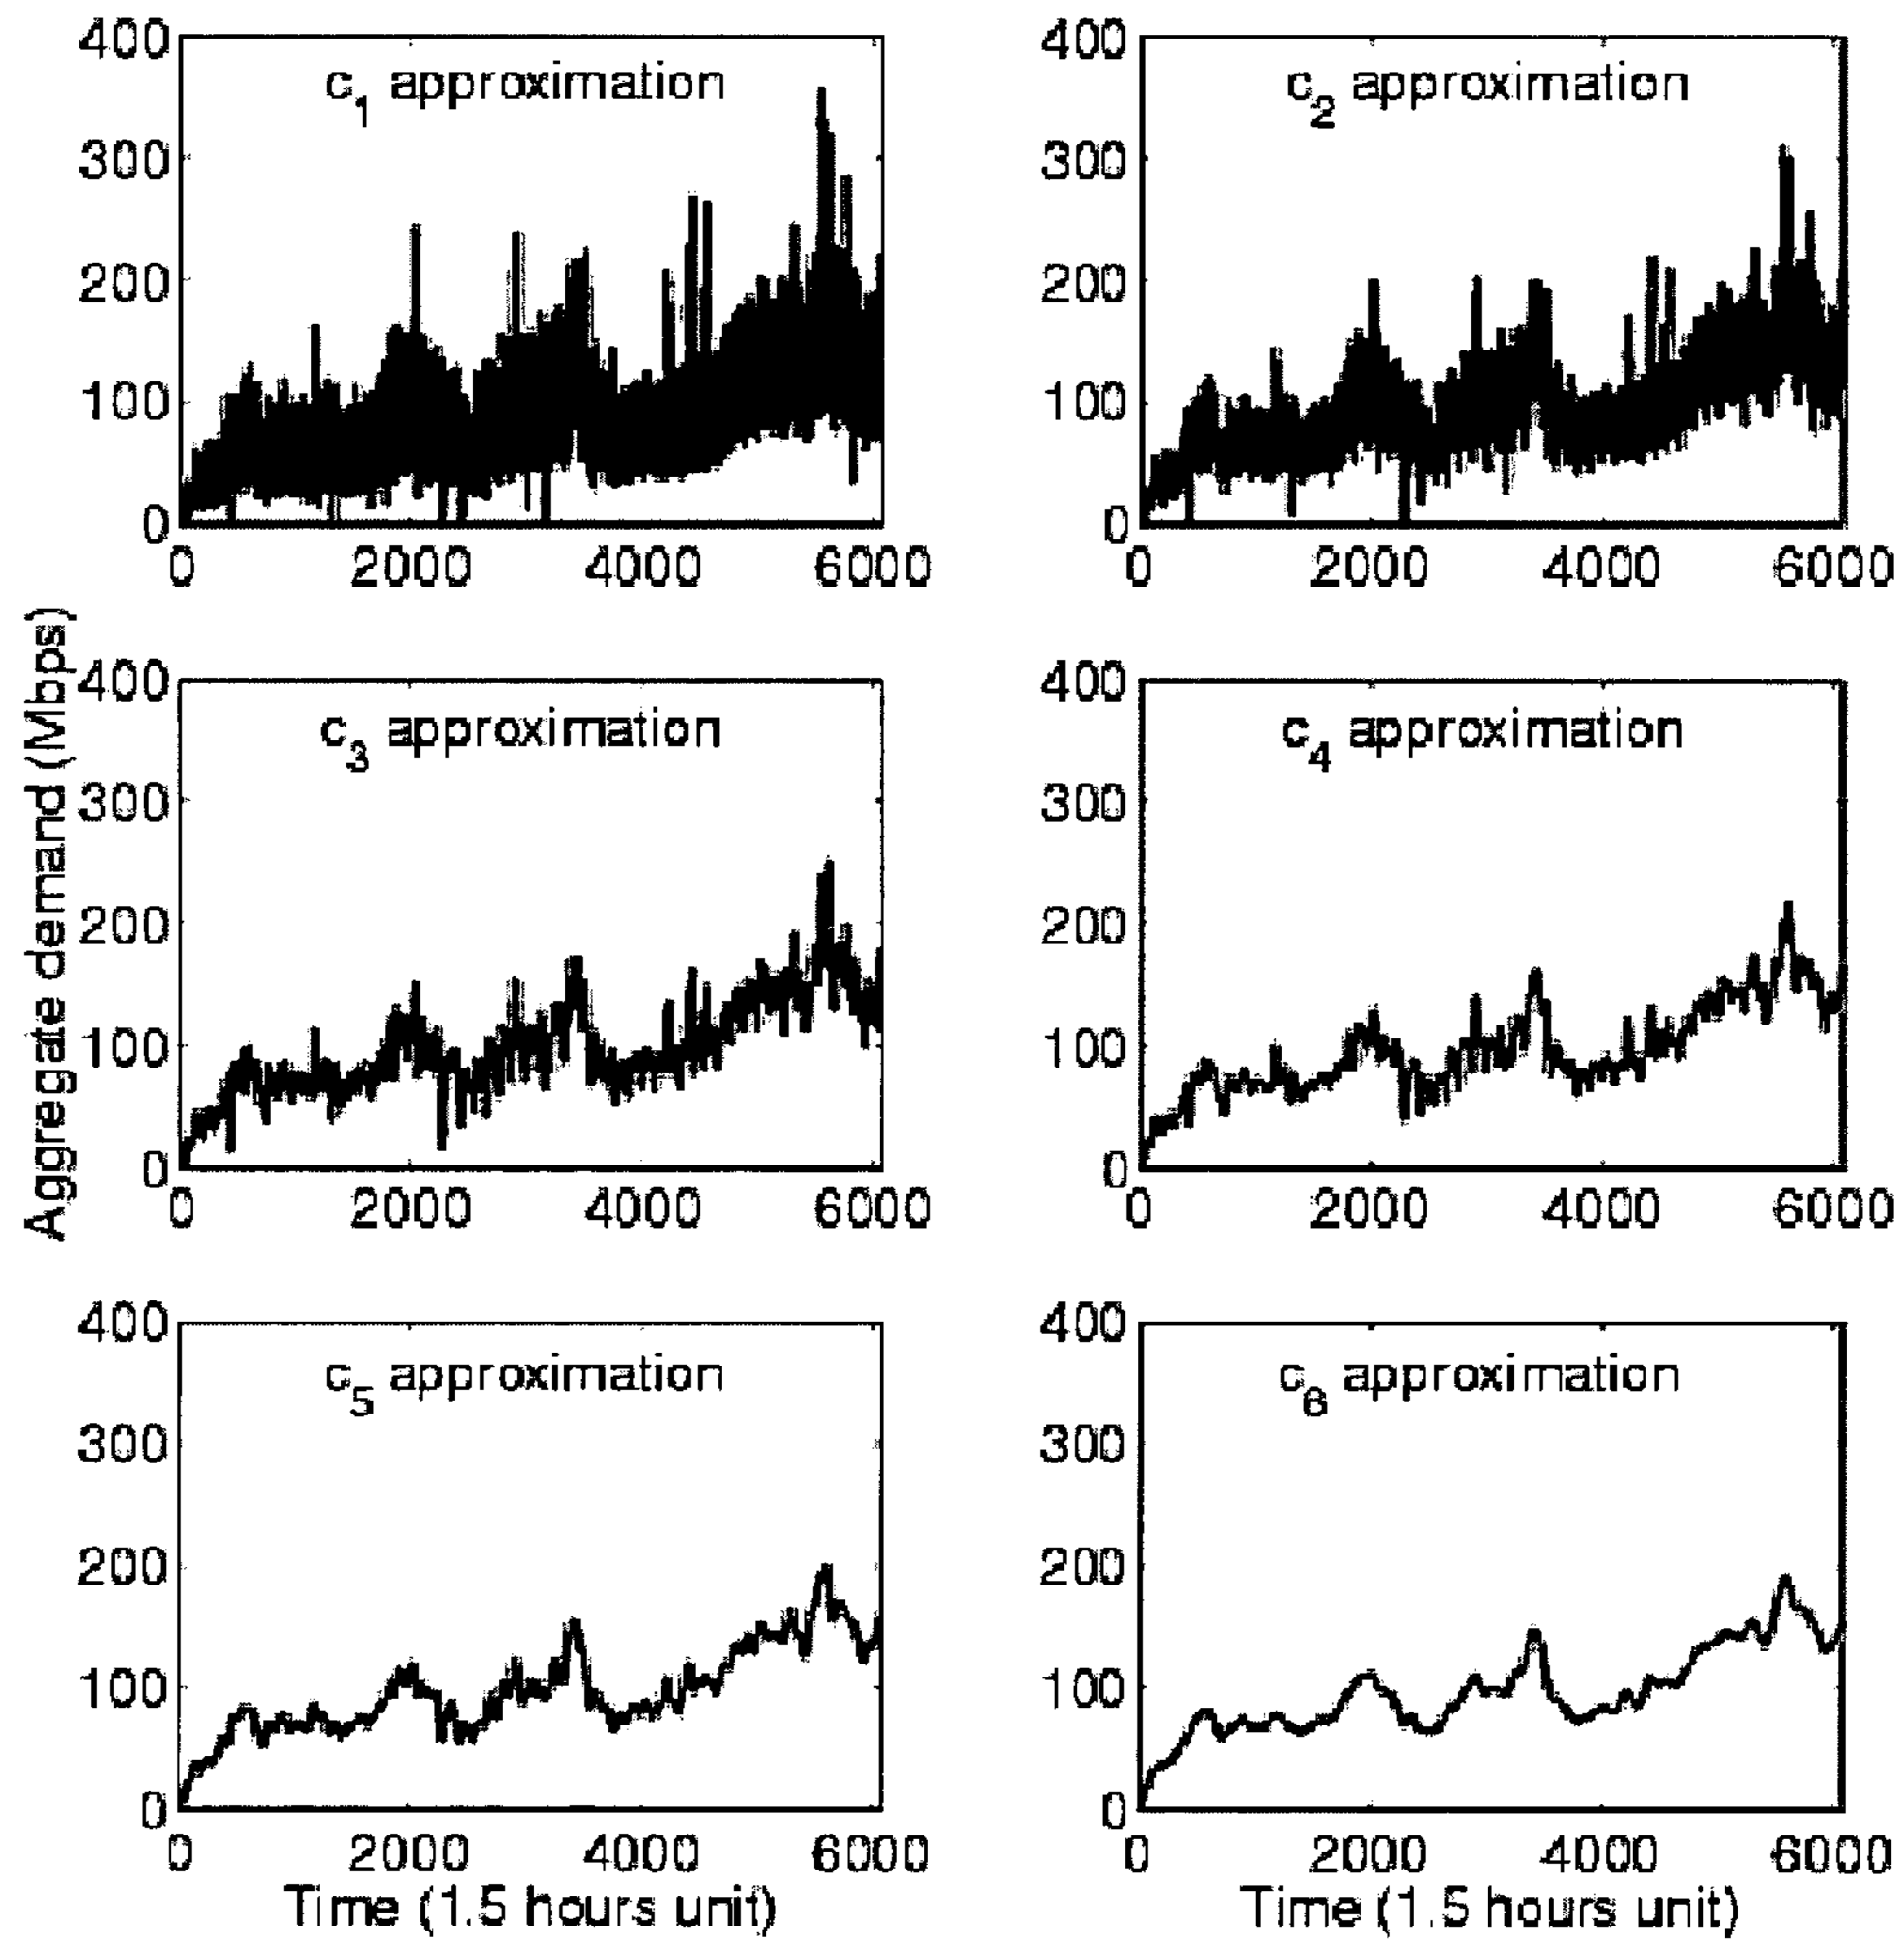 400
c1 approximation
300
200
100
0
0 2000 4000 6000
400
c2 approximation
300
200
100
0
0 2000 4000 6000
Aggregate demand (Mbps)
400
c3 approximation
300
200
100
0
0 2000 4000 6000
400
c4 approximation
300
200
100
0
0 2000 4000 6000
400
c5 approximation
300
200
100
0
0 2000 4000 6000
Time (1.5 hours unit)
400
c6 approximation
300
200
100
0
0 2000 4000 6000
Time (1.5 hours unit)